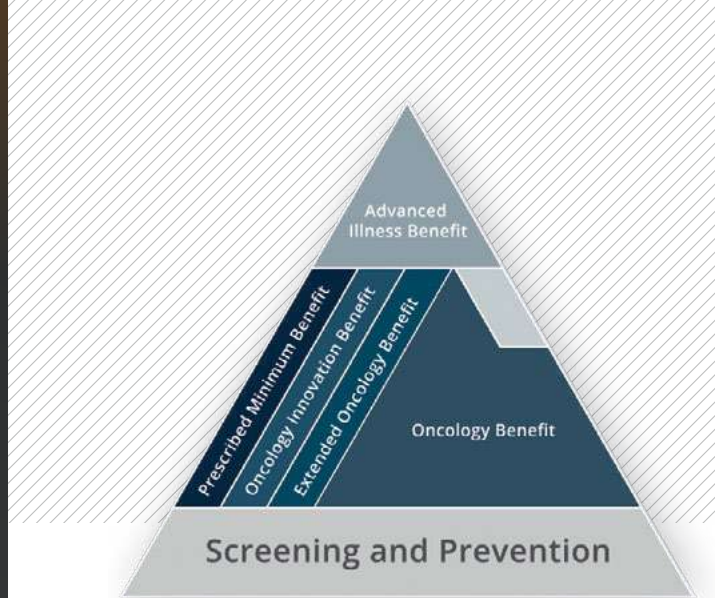 Advanced
Illness Benefit
Prescribed Minimum Benefit
Oncology Innovation Benefit
Extended Oncology Benefit
Oncology Benefit
Screening and Prevention